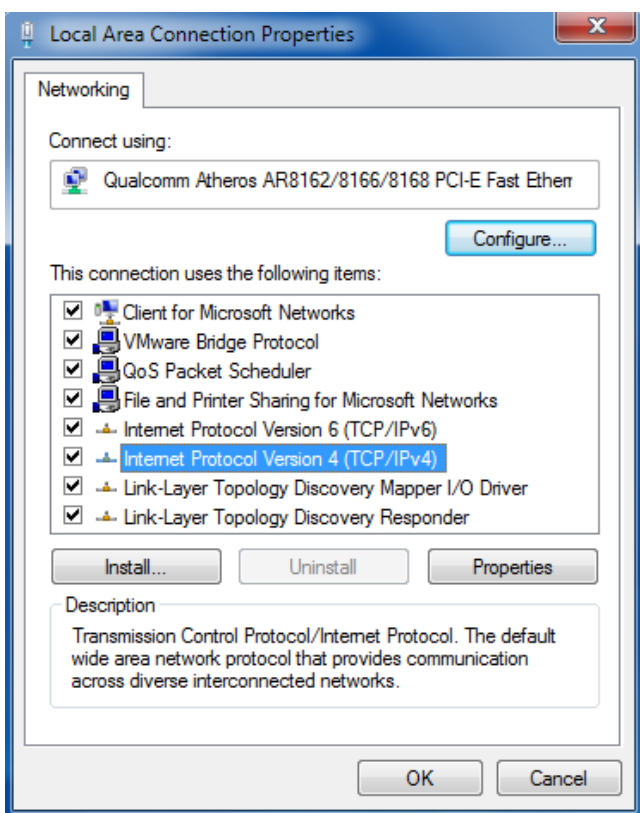 Local Area Connection Properties
Networking
Connect using:
Qualcomm Atheros AR8162/8166/8168 PCI-E Fast Ethern
Configure...
This connection uses the following items:
Client for Microsoft Networks
VMware Bridge Protocol
QoS Packet Scheduler
File and Printer Sharing for Microsoft Networks
Internet Protocol Version 6 (TCP/IPv6)
Internet Protocol Version 4 (TCP/IPv4)
Link-Layer Topology Discovery Mapper I/O Driver
Link-Layer Topology Discovery Responder
Install...
Uninstall
Properties
Description
Transmission Control Protocol/Internet Protocol. The default
wide area network protocol that provides communication
across diverse interconnected networks.
OK
Cancel